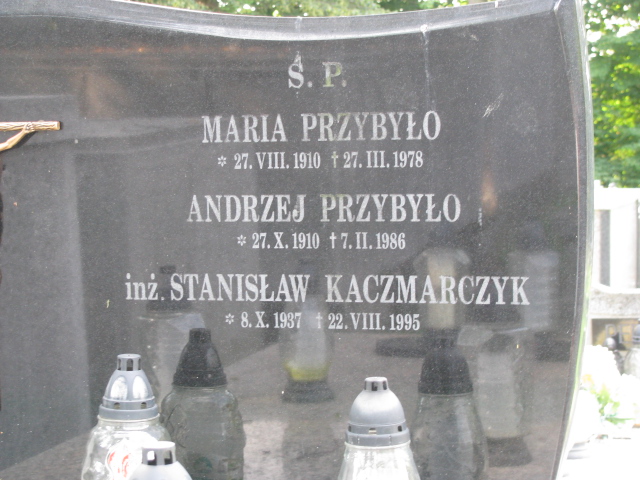 Ś. P.
MARIA PRZYBYŁO
* 27. VIII. 1910 † 27. III. 1978
ANDRZEJ PRZYBYŁO
* 27. X. 1910 † 7. II. 1986
inż. STANISŁAW KACZMARCZYK
* 8. X. 1937 † 22. VIII. 1995